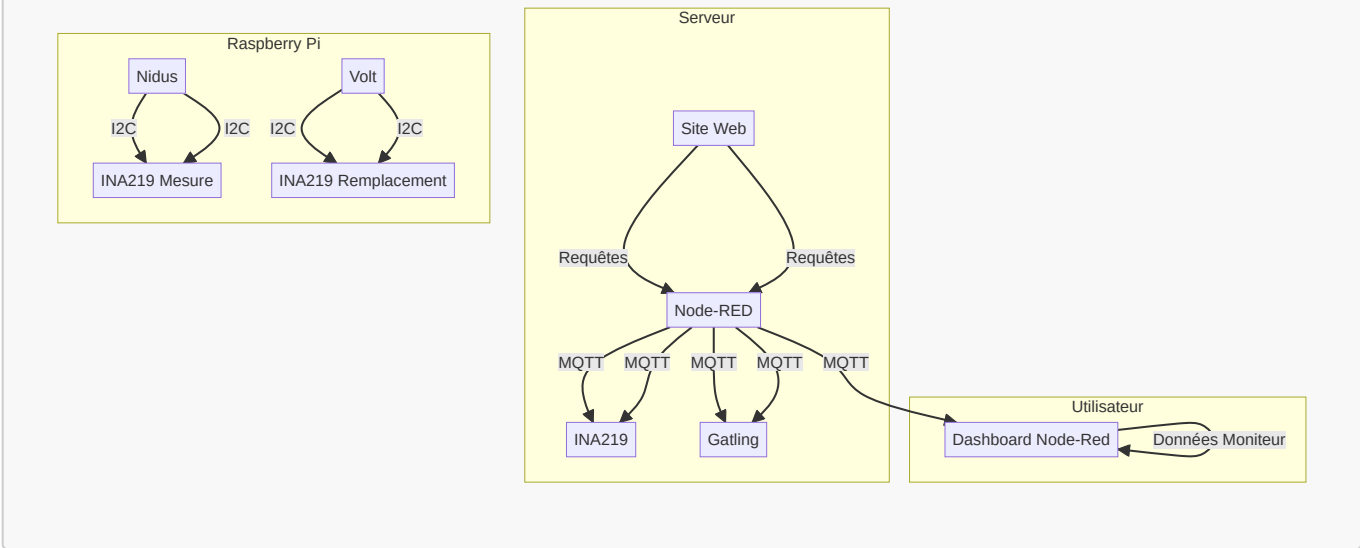 Serveur
Raspberry Pi
Nidus
Volt
I2C
I2C
I2C
I2C
Site Web
INA219 Mesure
INA219 Remplacement
Requêtes
Requêtes
Node-RED
MQTT
MQTT
MQTT
MQTT
MQTT
Utilisateur
INA219
Gatling
Dashboard Node-Red
Données Moniteur